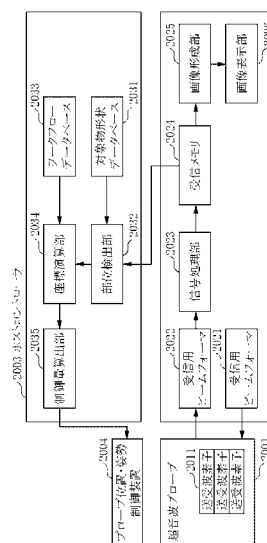 2003 ホストコントローラ
2033
ワークフロー
データベース
2031
対象物形状
データベース
2034
座標演算部
2032
部位検出部
2035
制御量算出部
2004
プローブ位置・姿勢
制御装置
2025
画像形成部
画像表示部
2024
受信メモリ
2023
信号処理部
2022
受信用
ビームフォーマ
2021
受信用
ビームフォーマ
超音波プローブ
2011
送受波素子
送受波素子
送受波素子
2001